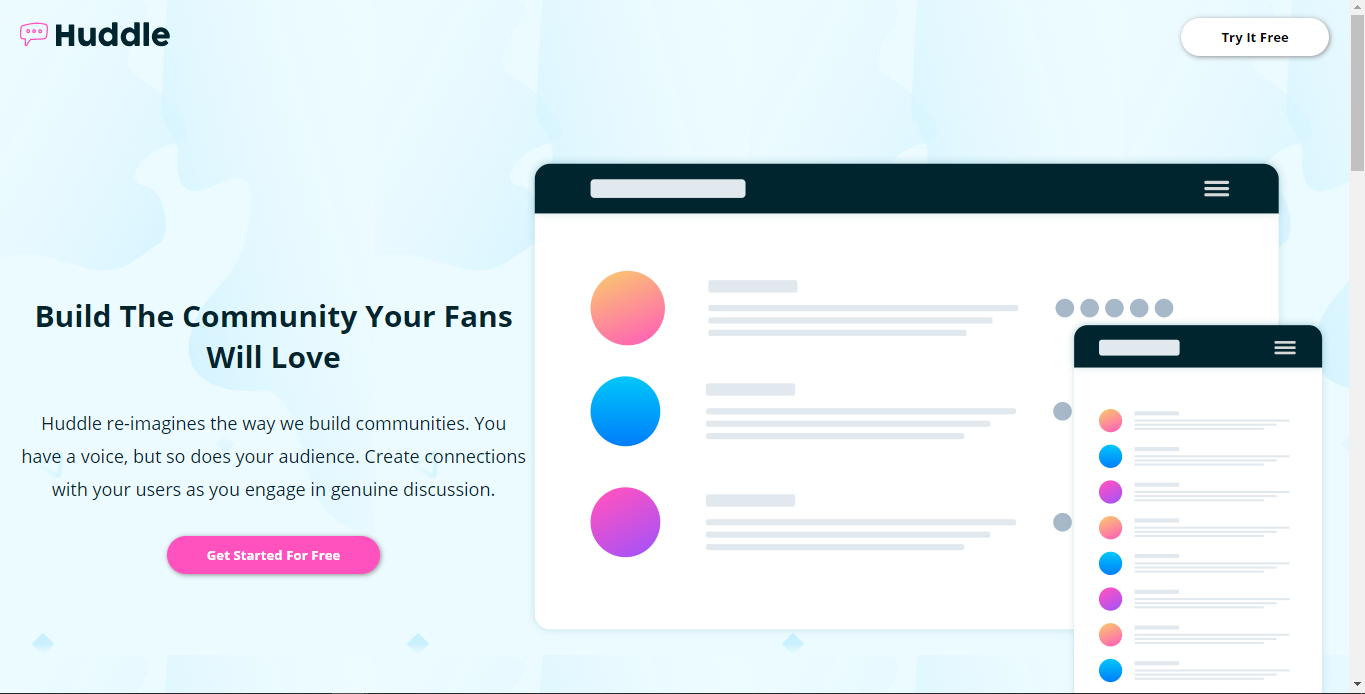 Huddle
Try It Free
Build The Community Your Fans
Will Love
Huddle re-imagines the way we build communities. You
have a voice, but so does your audience. Create connections
with your users as you engage in genuine discussion.
Get Started For Free